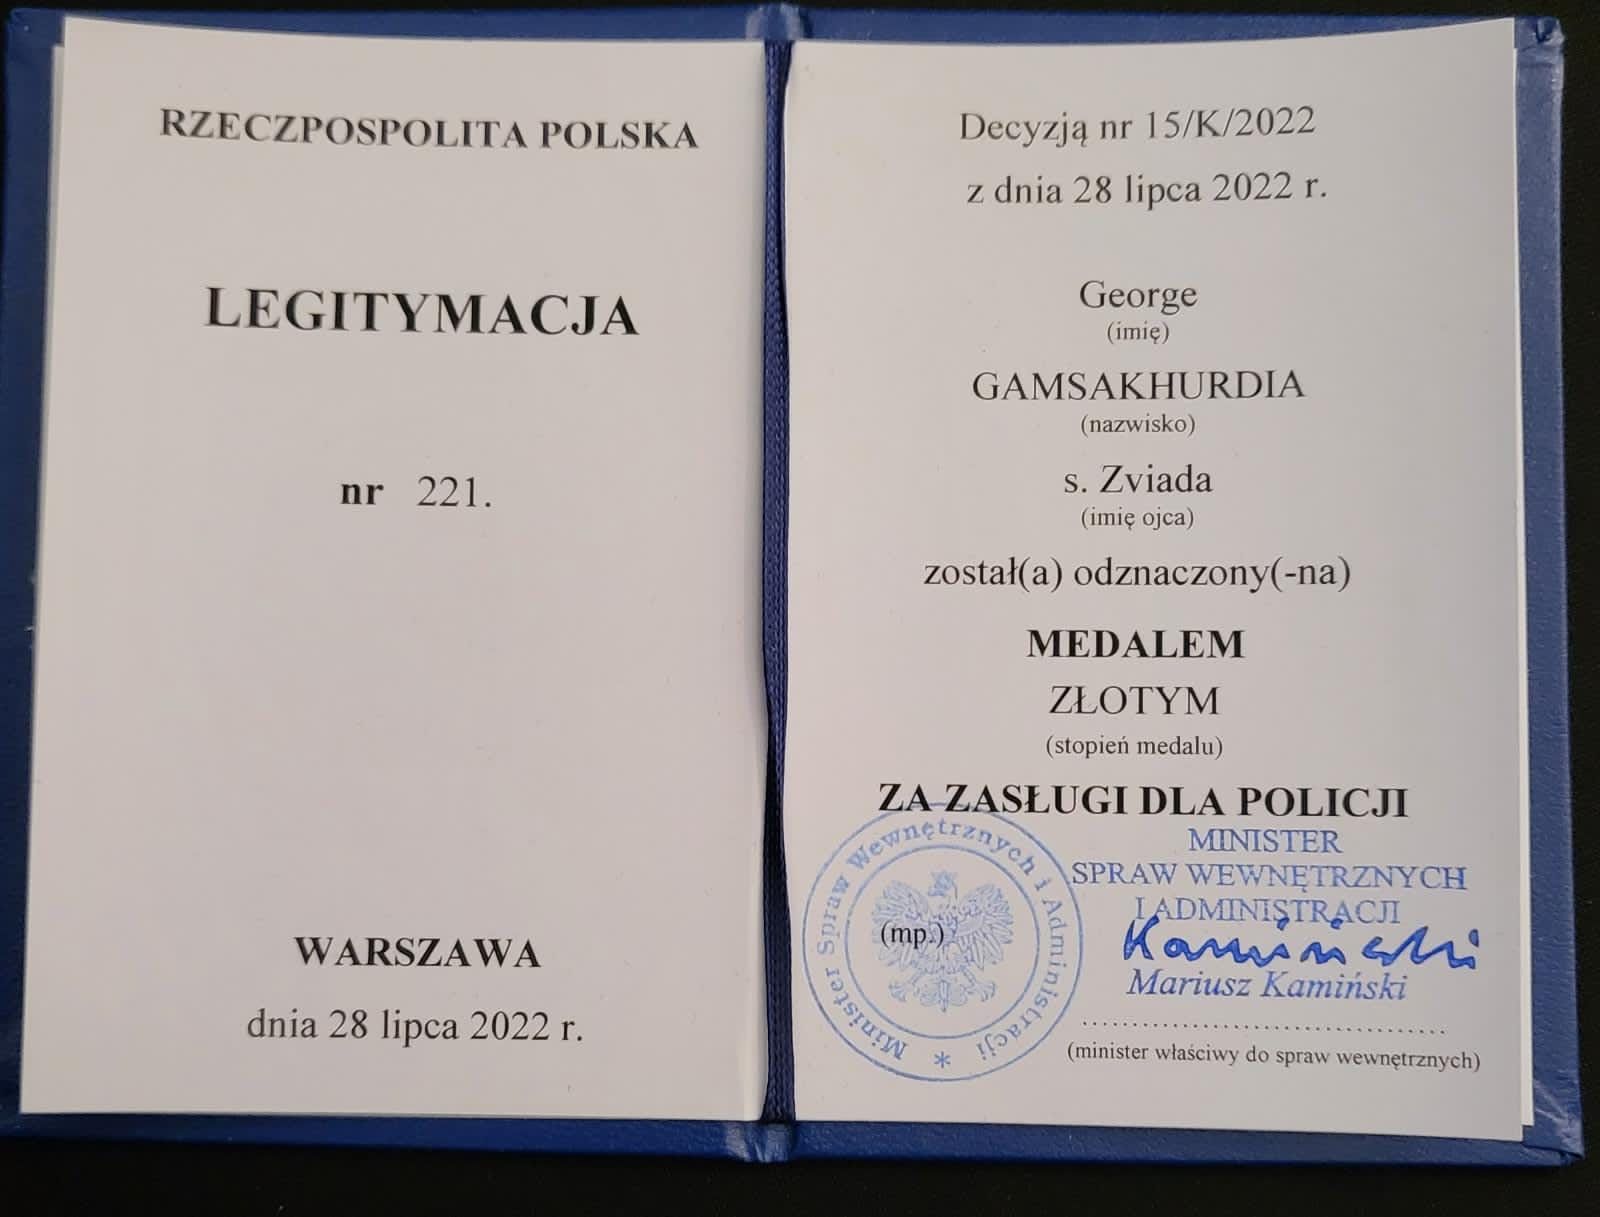 RZECZPOSPOLITA POLSKA
LEGITYMACJA
nr 221.
WARSZAWA
dnia 28 lipca 2022 r.
Decyzją nr 15/K/2022
z dnia 28 lipca 2022 r.
George
(imię)
GAMSAKHURDIA
(nazwisko)
s. Zviada
(imię ojca)
został(a) odznaczony(-na)
MEDALEM
ZŁOTYM
(stopień medalu)
ZA ZASŁUGI DLA POLICJI
Minister Spraw Wewnętrznych i Administracji *
(mp.)
MINISTER
SPRAW WEWNĘTRZNYCH
I ADMINISTRACJI
Kamiński
Mariusz Kamiński
....................................
(minister właściwy do spraw wewnętrznych)